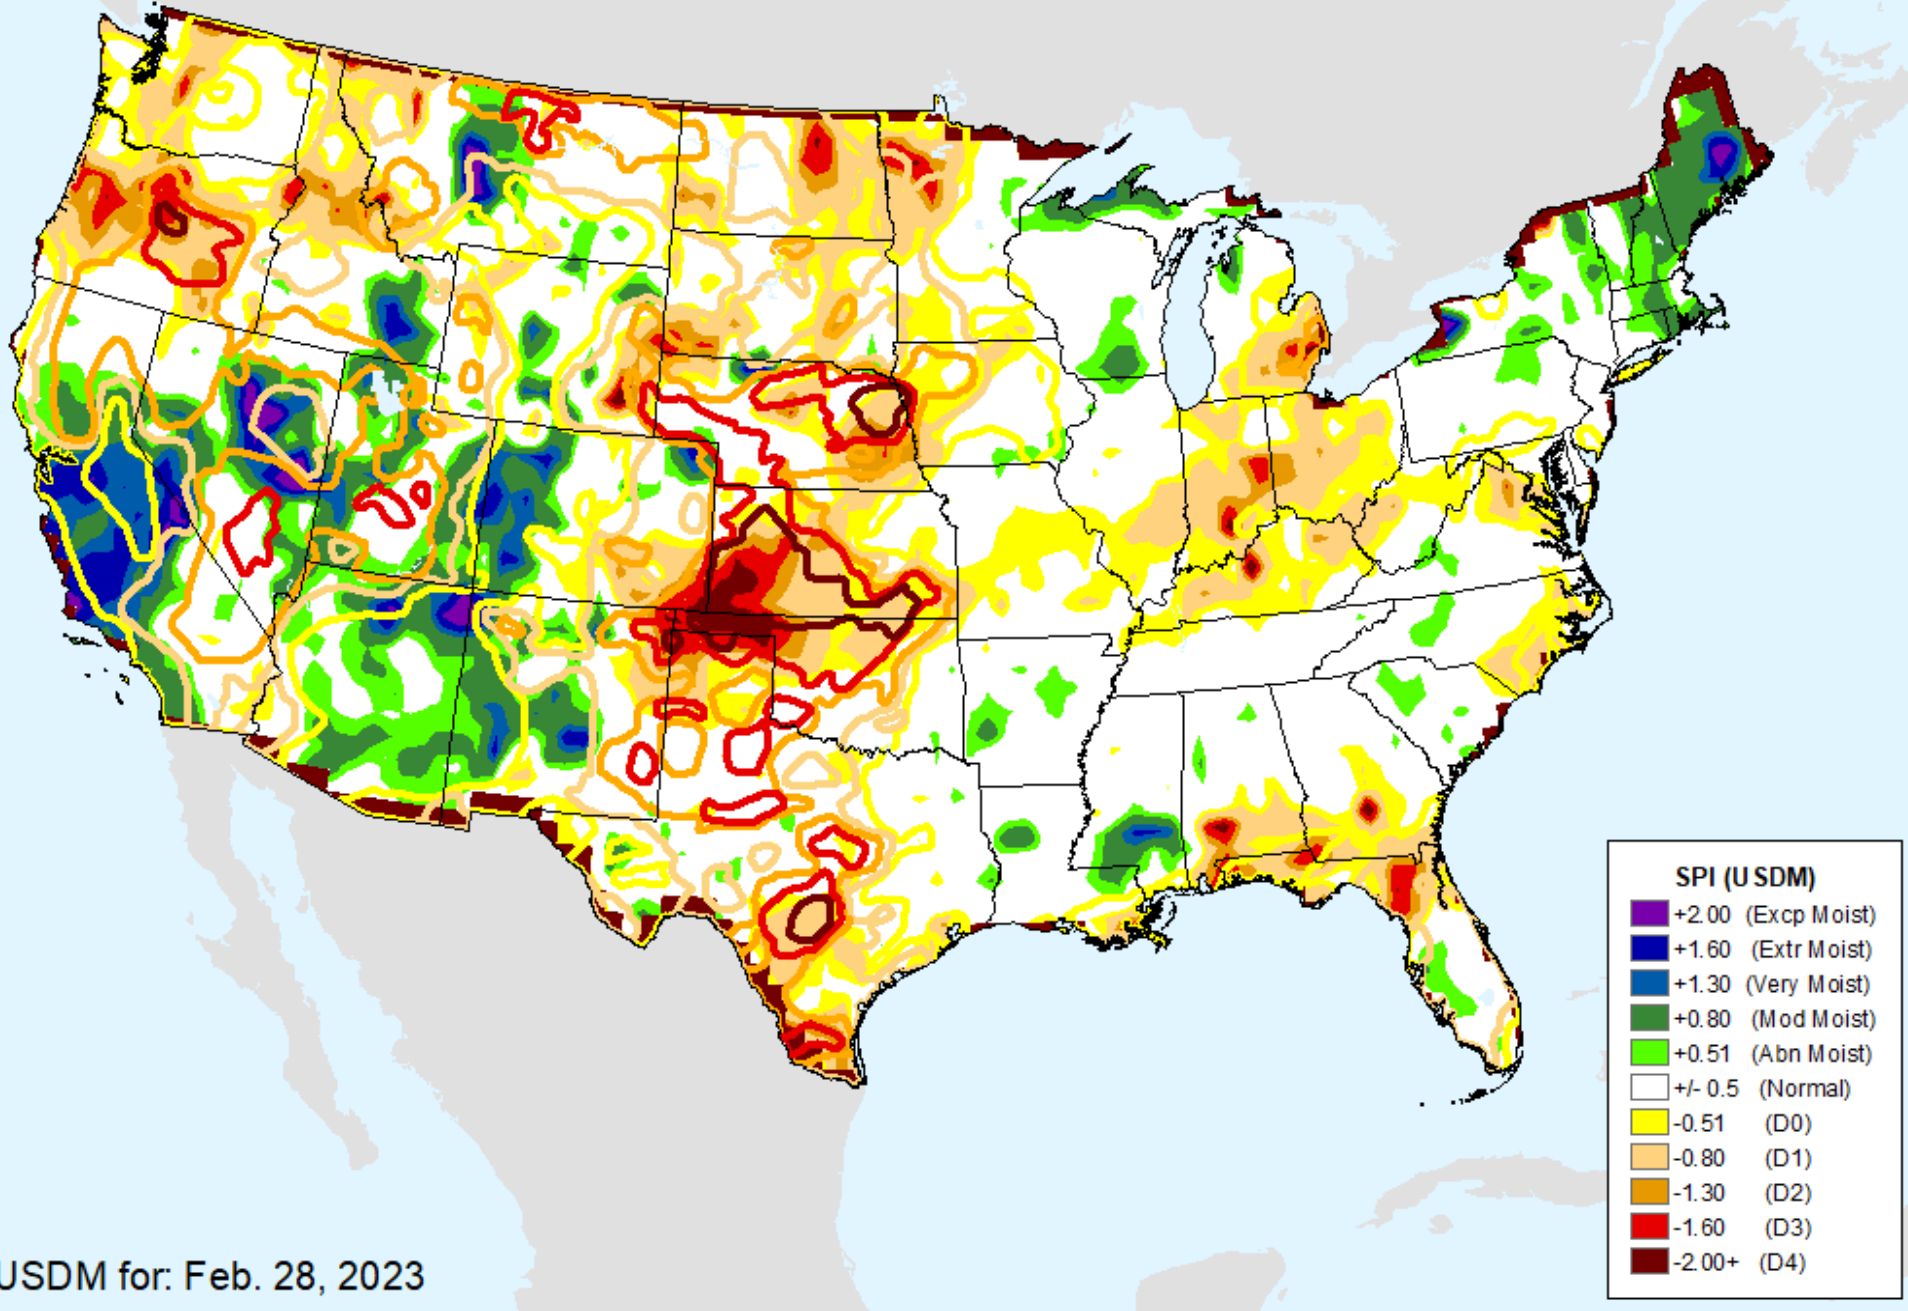 SPI (USDM)
+2.00 (Excp Moist)
+1.60 (Extr Moist)
+1.30 (Very Moist)
+0.80 (Mod Moist)
+0.51 (Abn Moist)
+/- 0.5 (Normal)
-0.51 (D0)
-0.80 (D1)
-1.30 (D2)
-1.60 (D3)
-2.00+ (D4)
USDM for: Feb. 28, 2023